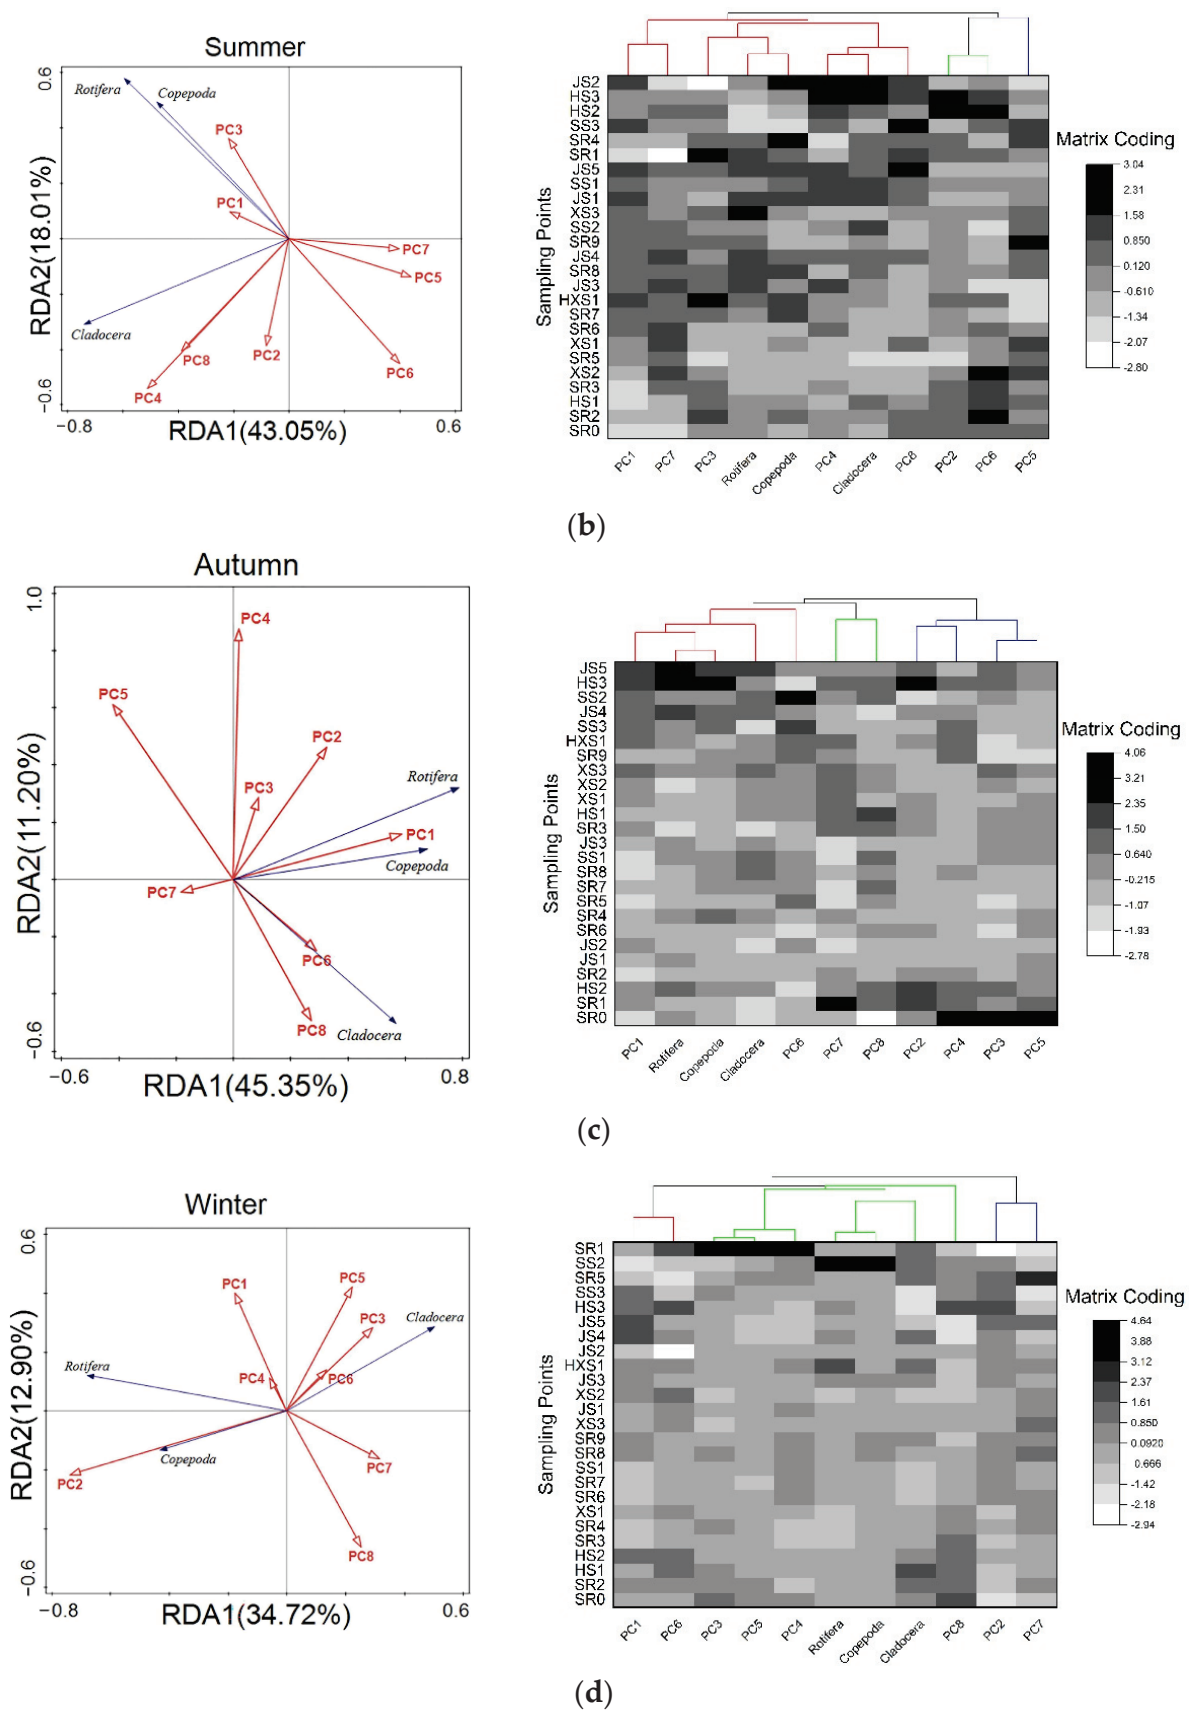 Summer
0.6
Rotifera
Copepoda
PC3
PC1
PC7
PC5
Cladocera
PC8
PC2
PC6
PC4
RDA2(18.01%)
−0.6
−0.8
RDA1(43.05%)
0.6
Sampling Points
JS2
HS3
HS2
SS3
SR4
SR1
JS5
SS1
JS1
XS3
SS2
SR9
JS4
SR8
JS3
HXS1
SR7
SR6
XS1
SR5
XS2
SR3
HS1
SR2
SR0
PC1 PC7 PC3 Rotifera Copepoda PC4 Cladocera PC8 PC2 PC6 PC5
Matrix Coding
3.04
2.31
1.58
0.850
0.120
-0.610
-1.34
-2.07
-2.80
(b)
Autumn
1.0
PC4
PC5
PC2
Rotifera
PC3
PC1
Copepoda
PC7
PC6
PC8
Cladocera
RDA2(11.20%)
−0.6
−0.6
RDA1(45.35%)
0.8
Sampling Points
JS5
HS3
SS2
JS4
SS3
HXS1
SR9
XS3
XS2
XS1
HS1
SR3
JS3
SS1
SR8
SR7
SR5
SR4
SR6
JS2
JS1
SR2
HS2
SR1
SR0
PC1 Rotifera Copepoda Cladocera PC6 PC7 PC8 PC2 PC4 PC3 PC5
Matrix Coding
4.06
3.21
2.35
1.50
0.640
-0.215
-1.07
-1.93
-2.78
(c)
Winter
0.6
PC1
PC5
PC3
Cladocera
Rotifera
PC4
PC6
Copepoda
PC2
PC7
PC8
RDA2(12.90%)
−0.6
−0.8
RDA1(34.72%)
0.6
Sampling Points
SR1
SS2
SR5
SS3
HS3
JS5
JS4
JS2
HXS1
JS3
XS2
JS1
XS3
SR9
SR8
SS1
SR7
SR6
XS1
SR4
SR3
HS2
HS1
SR2
SR0
PC1 PC6 PC3 PC5 PC4 Rotifera Copepoda Cladocera PC8 PC2 PC7
Matrix Coding
4.64
3.88
3.12
2.36
1.61
0.850
0.0920
0.666
-1.42
-2.18
-2.94
(d)